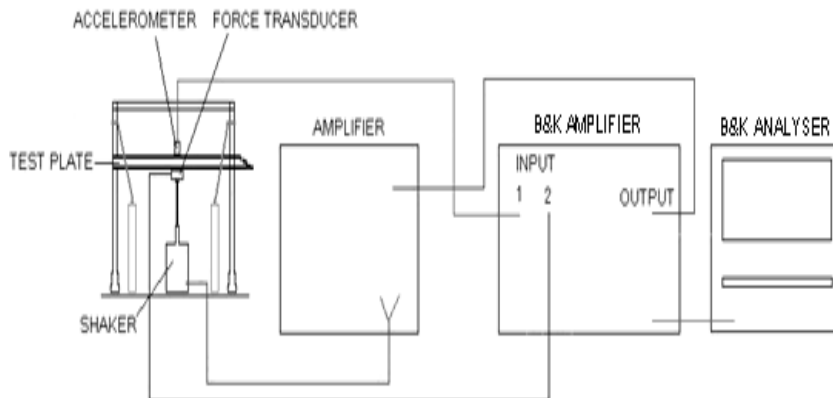 ACCELEROMETER FORCE TRANSDUCER
AMPLIFIER
B&K AMPLIFIER
B&K ANALYSER
TEST PLATE
INPUT
1 2
OUTPUT
SHAKER